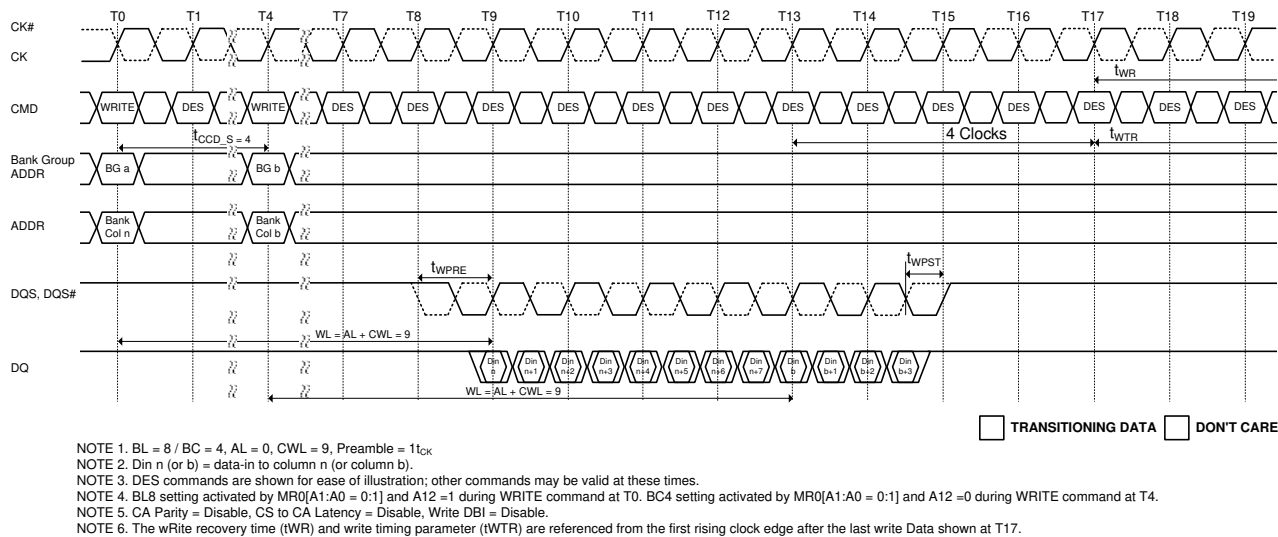 T0 T1 T4 T7 T8 T9 T10 T11 T12 T13 T14 T15 T16 T17 T18 T19
CK#
CK
tWR
CMD WRITE DES WRITE DES DES DES DES DES DES DES DES DES DES DES DES DES
tCCD_S = 4
4 Clocks
tWTR
Bank Group
ADDR
BG a
BG b
ADDR
Bank
Col n
Bank
Col b
tWPRE
tWPST
DQS, DQS#
WL = AL + CWL = 9
DQ
Din
n
Din
n+1
Din
n+2
Din
n+3
Din
n+4
Din
n+5
Din
n+6
Din
n+7
Din
b
Din
b+1
Din
b+2
Din
b+3
WL = AL + CWL = 9
TRANSITIONING DATA DON'T CARE
NOTE 1. BL = 8 / BC = 4, AL = 0, CWL = 9, Preamble = 1tCK
NOTE 2. Din n (or b) = data-in to column n (or column b).
NOTE 3. DES commands are shown for ease of illustration; other commands may be valid at these times.
NOTE 4. BL8 setting activated by MR0[A1:A0 = 0:1] and A12 =1 during WRITE command at T0. BC4 setting activated by MR0[A1:A0 = 0:1] and A12 =0 during WRITE command at T4.
NOTE 5. CA Parity = Disable, CS to CA Latency = Disable, Write DBI = Disable.
NOTE 6. The wRite recovery time (tWR) and write timing parameter (tWTR) are referenced from the first rising clock edge after the last write Data shown at T17.